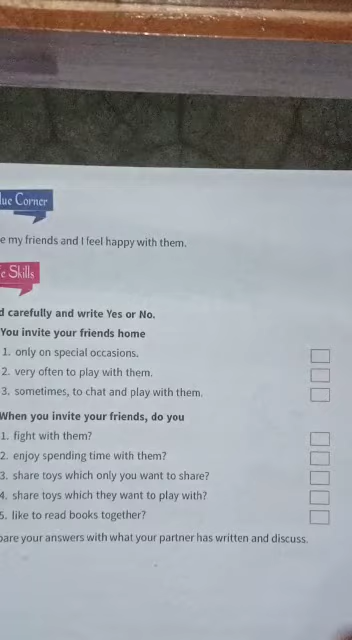 lue Corner
e my friends and I feel happy with them.
e Skills
d carefully and write Yes or No.
You invite your friends home
1. only on special occasions.
2. very often to play with them.
3. sometimes, to chat and play with them.
When you invite your friends, do you
1. fight with them?
2. enjoy spending time with them?
3. share toys which only you want to share?
4. share toys which they want to play with?
5. like to read books together?
pare your answers with what your partner has written and discuss.